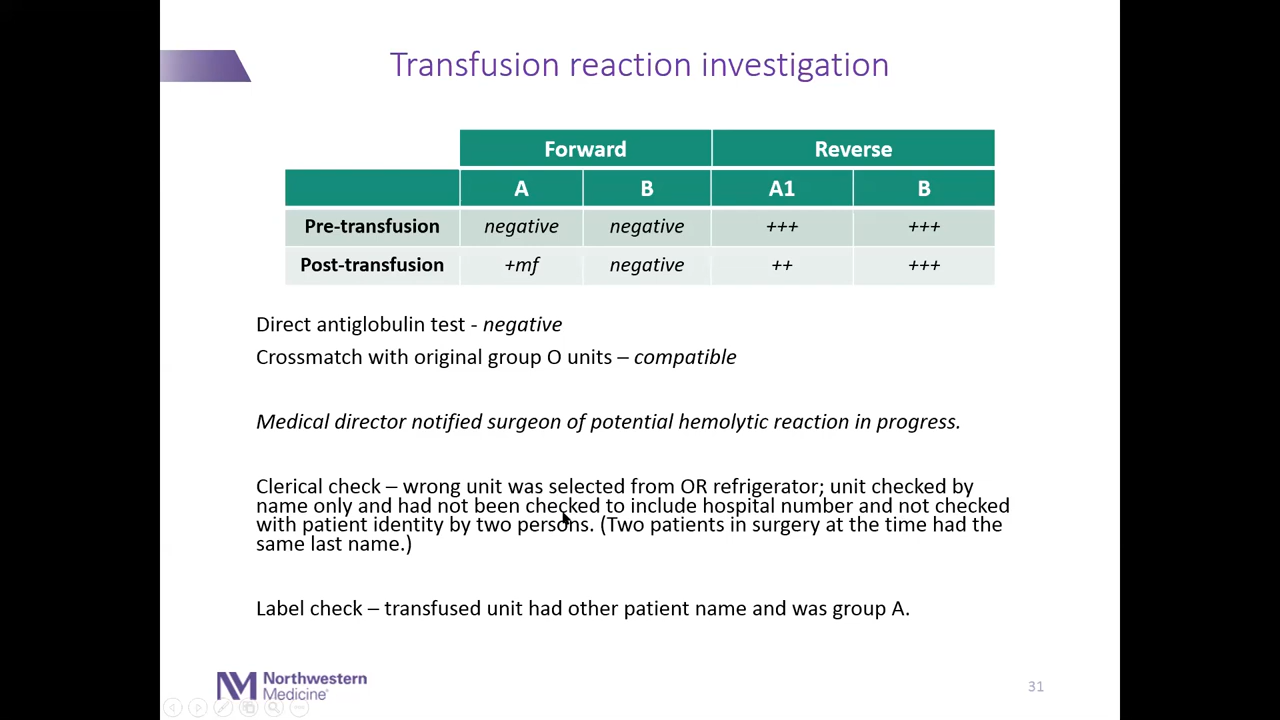 Transfusion reaction investigation
Forward Reverse
A B A1 B
Pre-transfusion negative negative +++ +++
Post-transfusion +mf negative ++ +++
Direct antiglobulin test - negative
Crossmatch with original group O units – compatible
Medical director notified surgeon of potential hemolytic reaction in progress.
Clerical check – wrong unit was selected from OR refrigerator; unit checked by
name only and had not been checked to include hospital number and not checked
with patient identity by two persons. (Two patients in surgery at the time had the
same last name.)
Label check – transfused unit had other patient name and was group A.
NM Northwestern
Medicine®
31